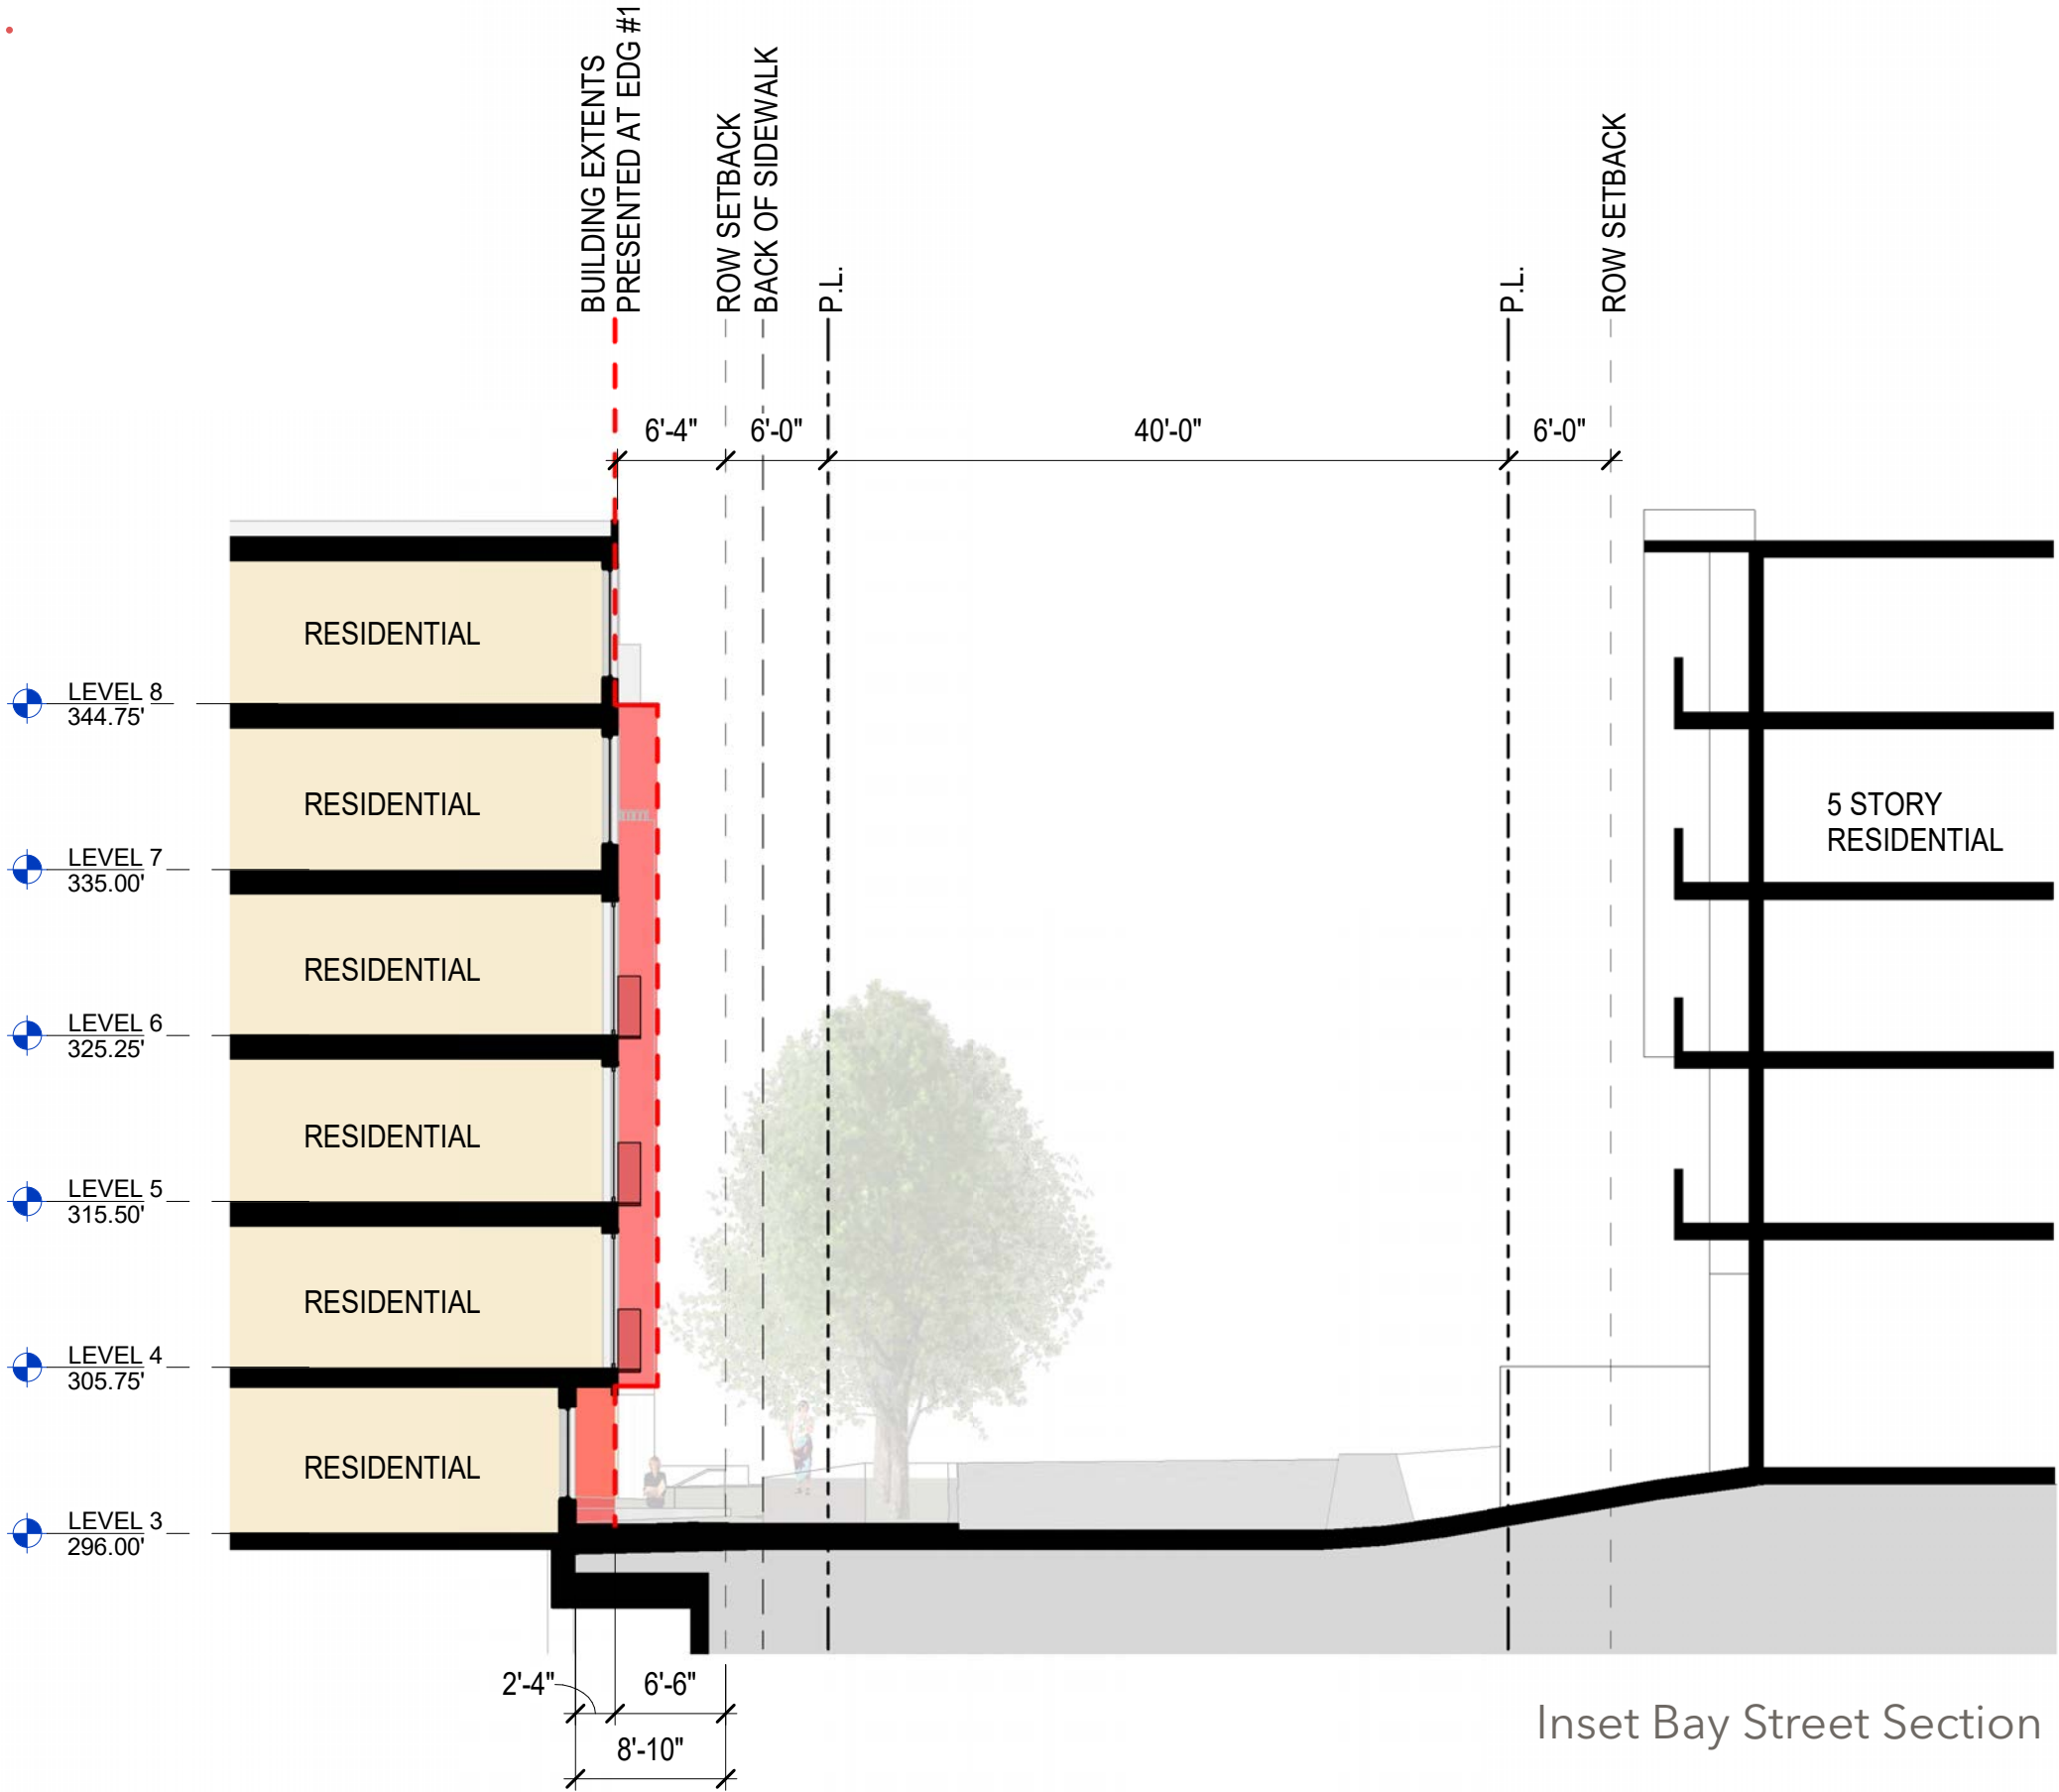 BUILDING EXTENTS
PRESENTED AT EDG #1
ROW SETBACK
BACK OF SIDEWALK
P.L.
P.L.
ROW SETBACK
6'-4"
6'-0"
40'-0"
6'-0"
RESIDENTIAL
LEVEL 8
344.75'
RESIDENTIAL
5 STORY
RESIDENTIAL
LEVEL 7
335.00'
RESIDENTIAL
LEVEL 6
325.25'
RESIDENTIAL
LEVEL 5
315.50'
RESIDENTIAL
LEVEL 4
305.75'
RESIDENTIAL
LEVEL 3
296.00'
2'-4"
6'-6"
8'-10"
Inset Bay Street Section